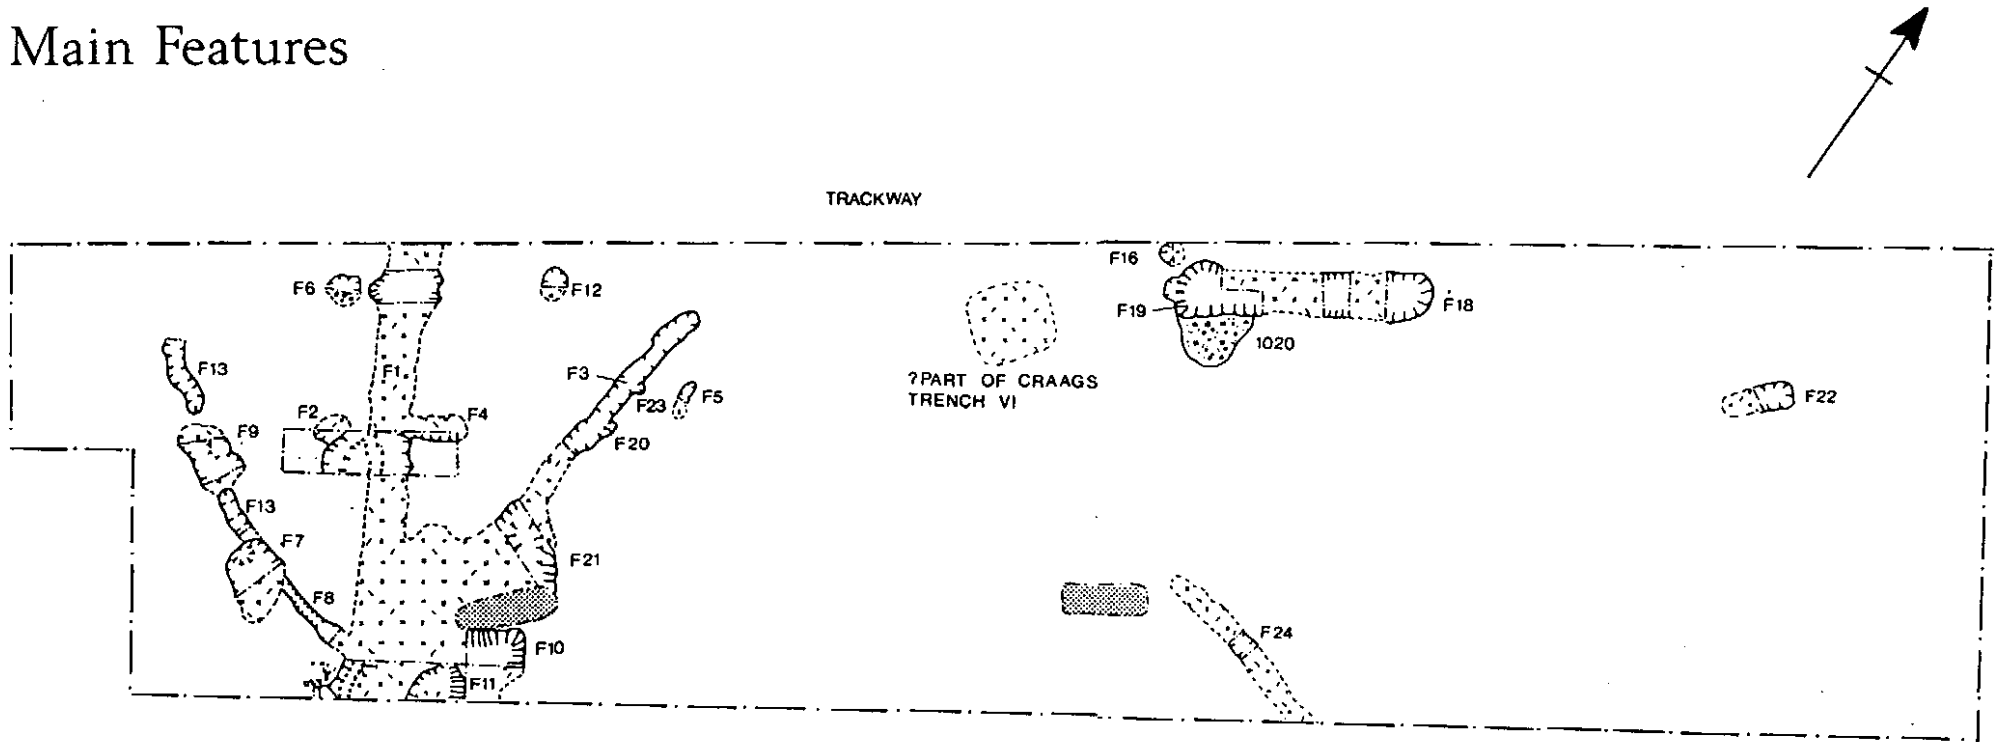 Main Features
TRACKWAY
F16
F6
F12
F19
F18
1020
F13
F1
F3
F23
F5
?PART OF CRAAGS
TRENCH VI
F22
F2
F4
F9
F20
F13
F7
F21
F8
F10
F11
F24